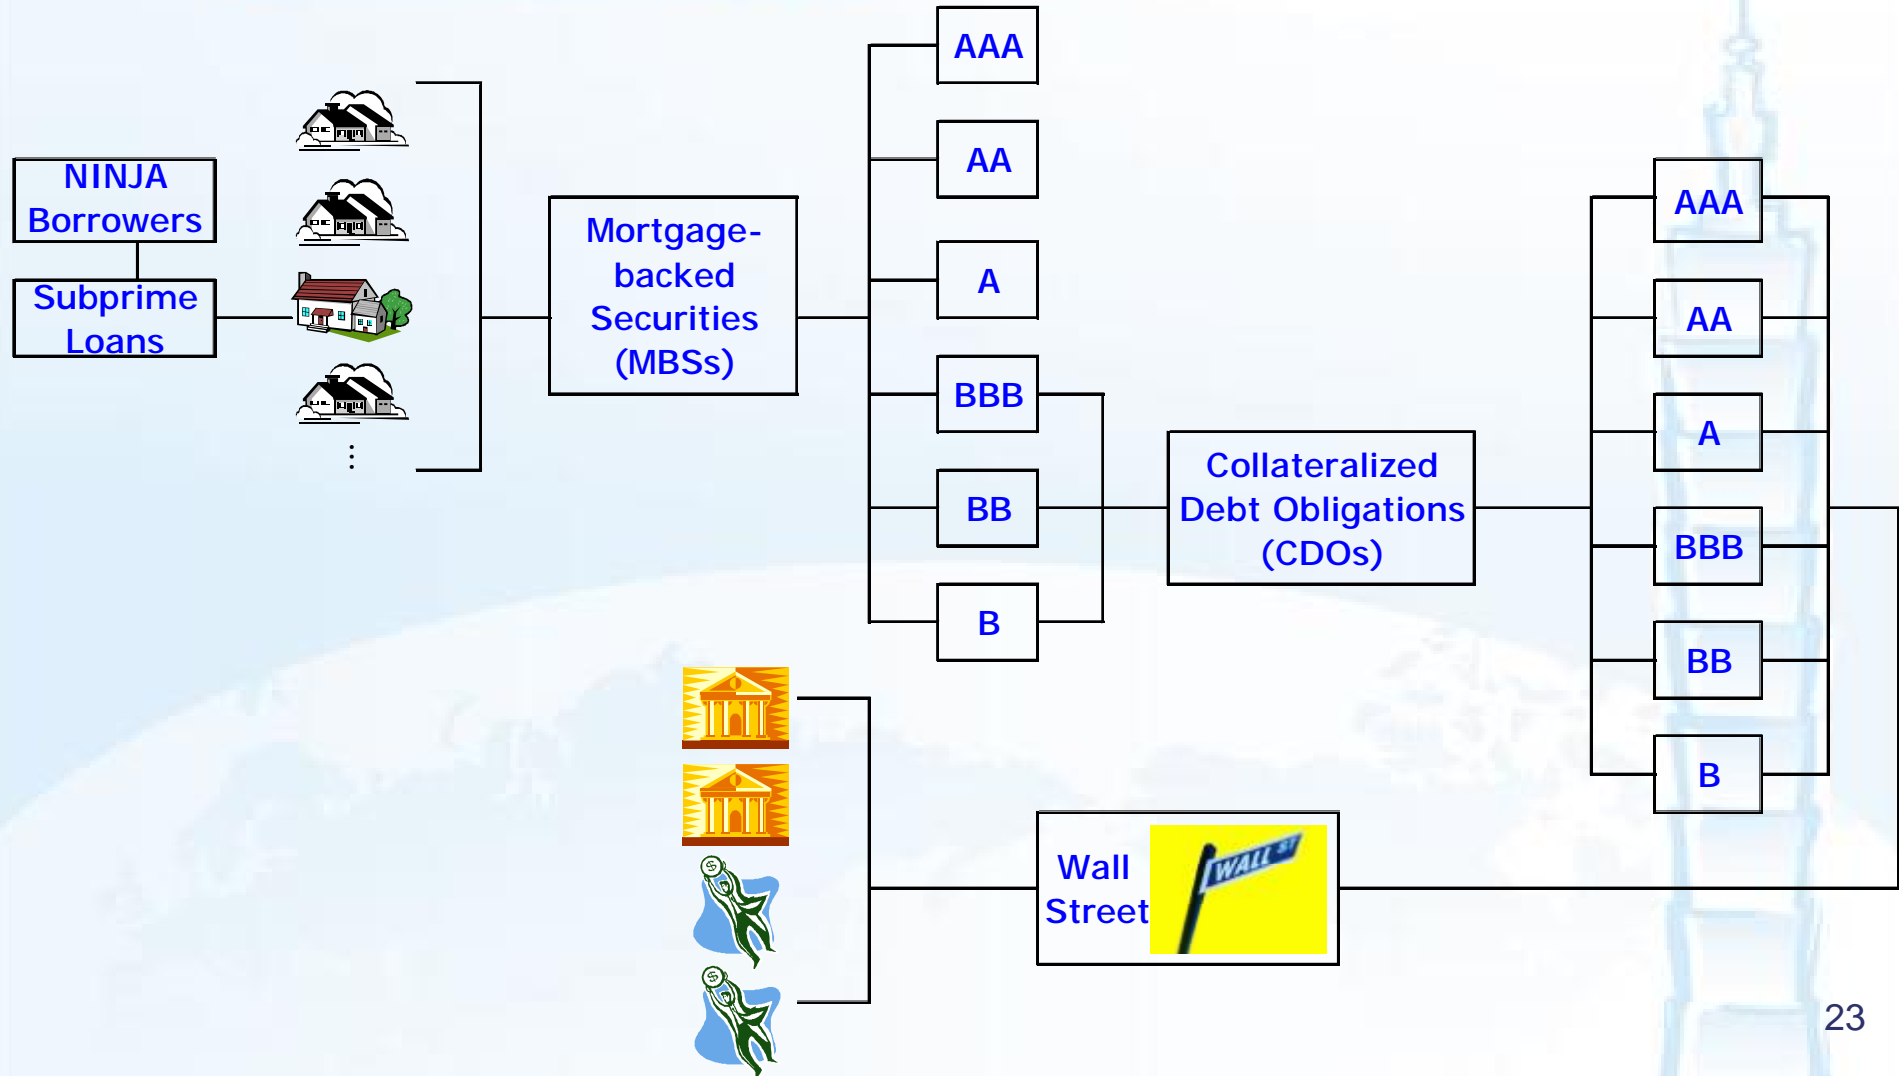 NINJA
Borrowers
Subprime
Loans
⋮
Mortgage-
backed
Securities
(MBSs)
AAA
AA
A
BBB
BB
B
Collateralized
Debt Obligations
(CDOs)
AAA
AA
A
BBB
BB
B
Wall
Street
WALL ST
$
$
23